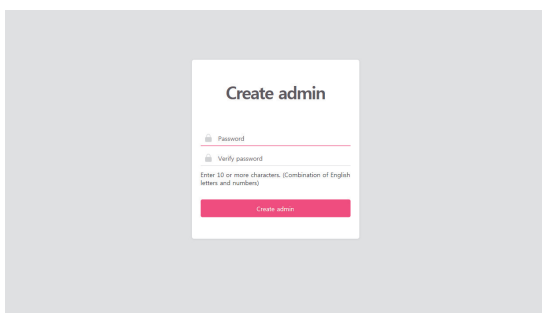 Create admin
Password
Verify password
Enter 10 or more characters. (Combination of English
letters and numbers)
Create admin